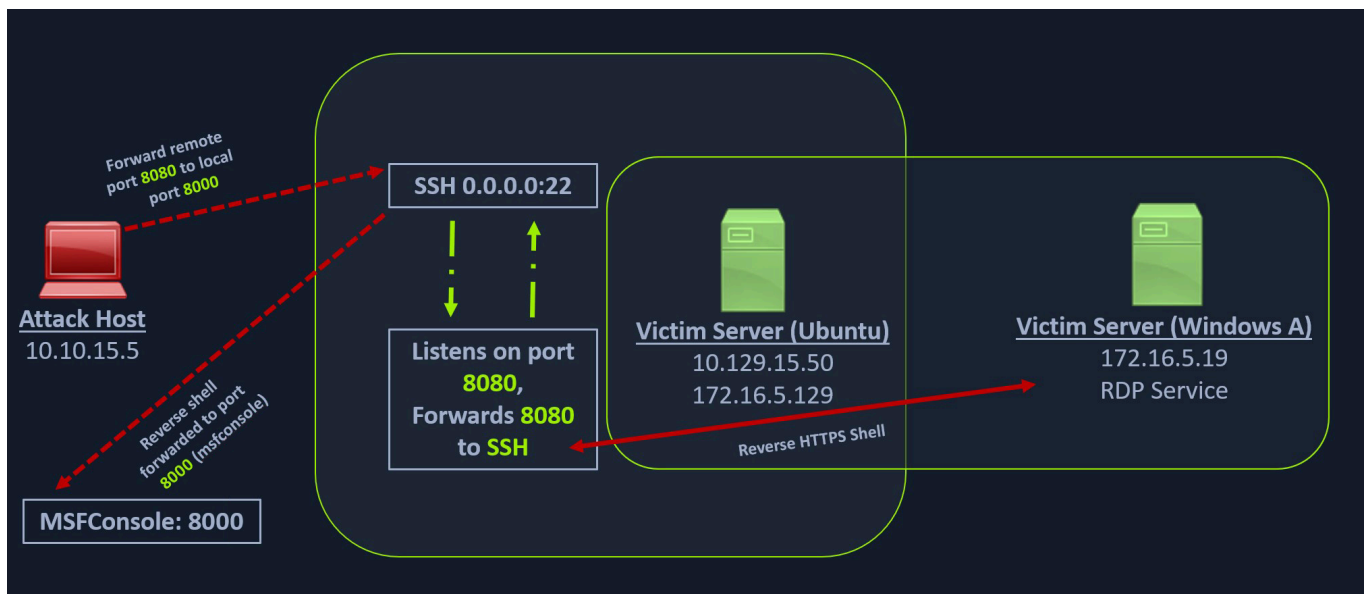 Forward remote
port 8080 to local
port 8000
SSH 0.0.0.0:22
Attack Host
10.10.15.5
Listens on port
8080,
Forwards 8080
to SSH
Victim Server (Ubuntu)
10.129.15.50
172.16.5.129
Victim Server (Windows A)
172.16.5.19
RDP Service
Reverse HTTPS Shell
Reverse shell
forwarded to port
8000 (msfconsole)
MSFConsole: 8000